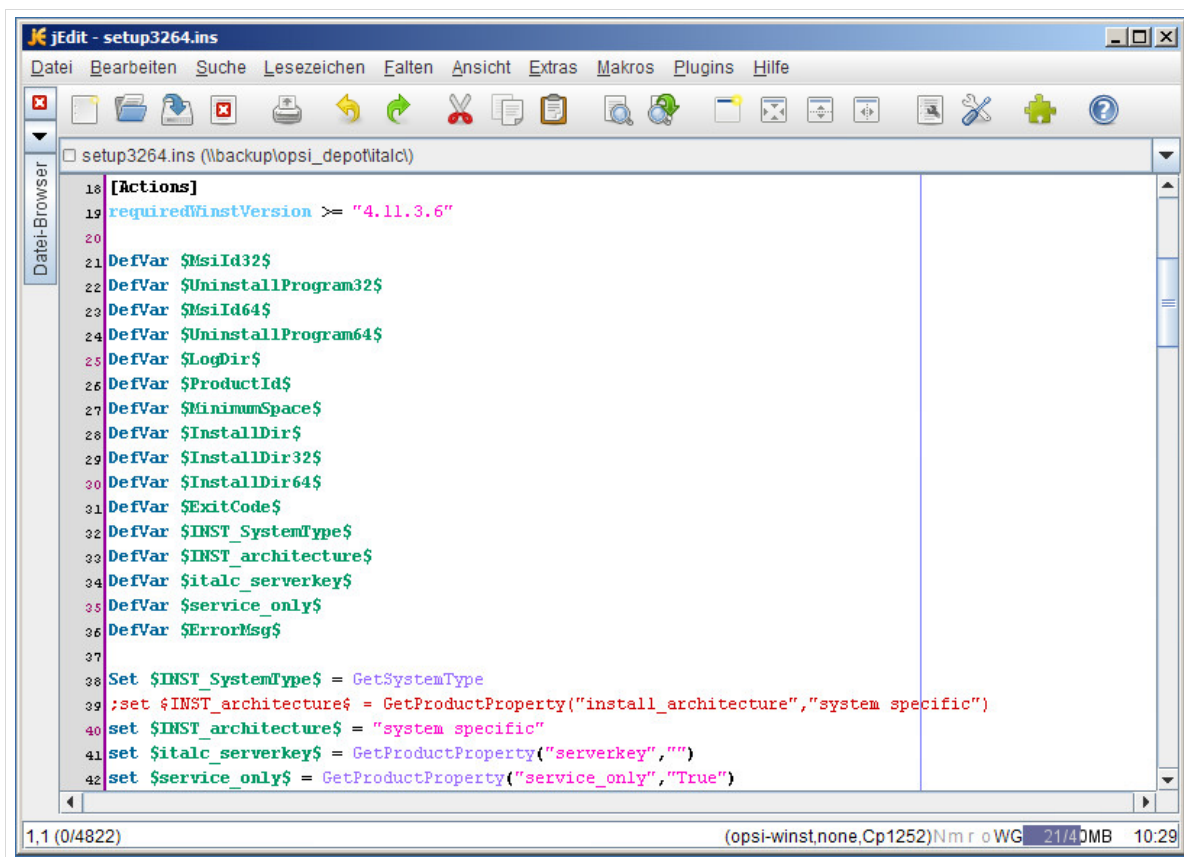 jEdit - setup3264.ins
Datei Bearbeiten Suche Lesezeichen Falten Ansicht Extras Makros Plugins Hilfe
setup3264.ins (\\backup\opsi_depot\italc\)
Datei-Browser
18 [Actions]
19 requiredWinstVersion >= "4.11.3.6"
20
21 DefVar $MsiId32$
22 DefVar $UninstallProgram32$
23 DefVar $MsiId64$
24 DefVar $UninstallProgram64$
25 DefVar $LogDir$
26 DefVar $ProductId$
27 DefVar $MinimumSpace$
28 DefVar $InstallDir$
29 DefVar $InstallDir32$
30 DefVar $InstallDir64$
31 DefVar $ExitCode$
32 DefVar $INST_SystemType$
33 DefVar $INST_architecture$
34 DefVar $italc_serverkey$
35 DefVar $service_only$
36 DefVar $ErrorMsg$
37
38 Set $INST_SystemType$ = GetSystemType
39 ;set $INST_architecture$ = GetProductProperty("install_architecture","system specific")
40 set $INST_architecture$ = "system specific"
41 set $italc_serverkey$ = GetProductProperty("serverkey","")
42 set $service_only$ = GetProductProperty("service_only","True")
1,1 (0/4822) (opsi-winst,none,Cp1252)N m r o WG 21/40MB 10:29